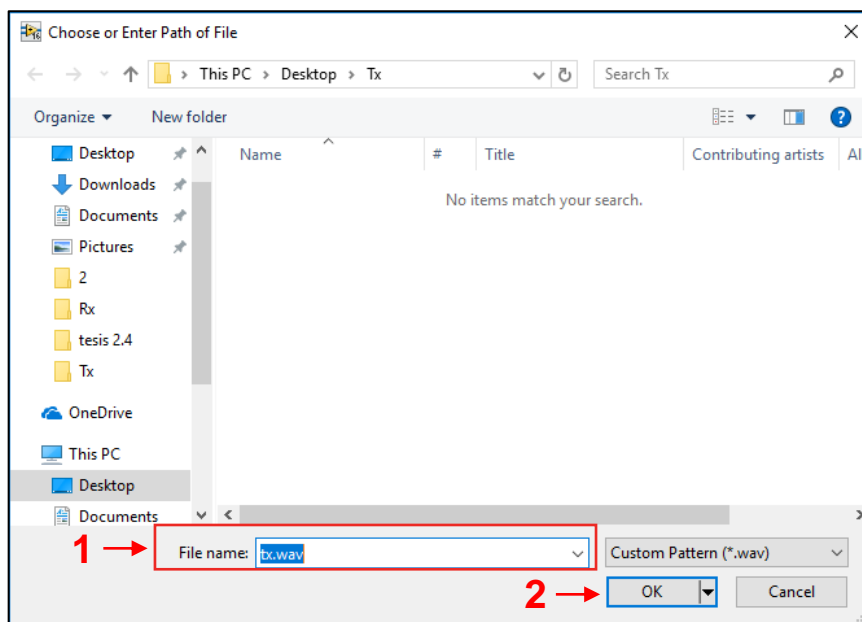 Choose or Enter Path of File
This PC > Desktop > Tx
Search Tx
Organize
New folder
Name
#
Title
Contributing artists
Al
No items match your search.
Desktop
Downloads
Documents
Pictures
2
Rx
tesis 2.4
Tx
OneDrive
This PC
Desktop
Documents
1
File name: tx.wav
Custom Pattern (*.wav)
2
OK
Cancel